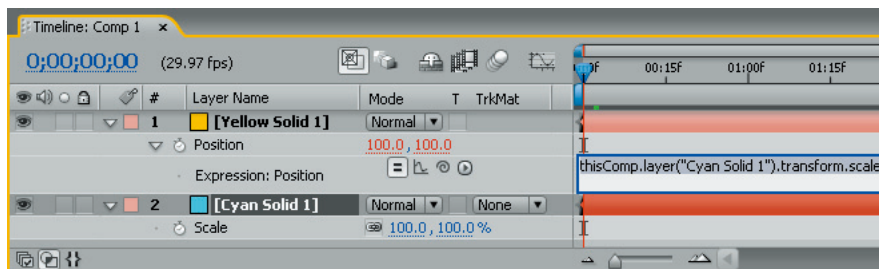 Timeline: Comp 1 ×
0;00;00;00 (29.97 fps)
00:15f 01:00f 01:15f
# Layer Name Mode T TrkMat
1 [Yellow Solid 1] Normal
Position 100.0, 100.0
Expression: Position thisComp.layer("Cyan Solid 1").transform.scale
2 [Cyan Solid 1] Normal None
Scale 100.0, 100.0 %